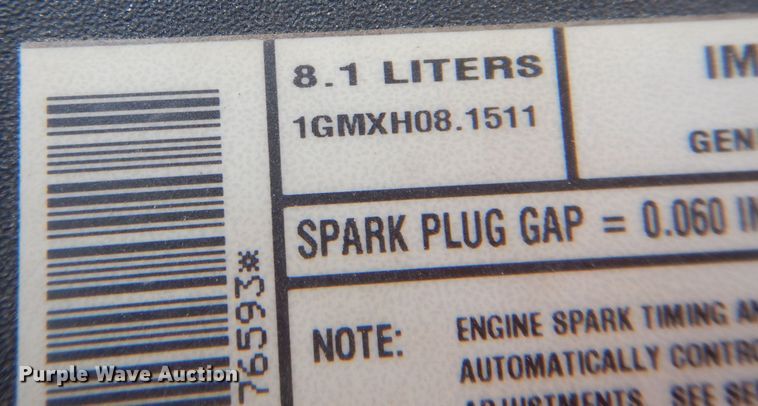 8.1 LITERS
1GMXH08.1511
SPARK PLUG GAP = 0.060
NOTE: ENGINE SPARK TIMING
AUTOMATICALLY
SEE
76593*
Purple Wave Auction